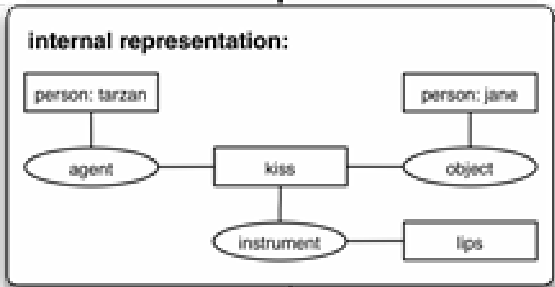 internal representation:
person: tarzan
person: jane
agent
kiss
object
instrument
lips